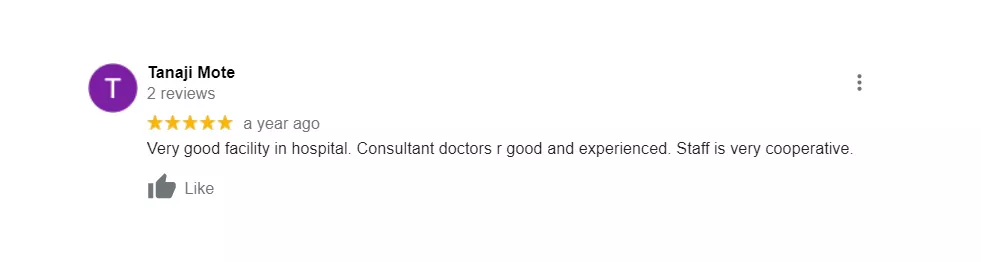 T
Tanaji Mote
2 reviews
a year ago
Very good facility in hospital. Consultant doctors r good and experienced. Staff is very cooperative.
Like